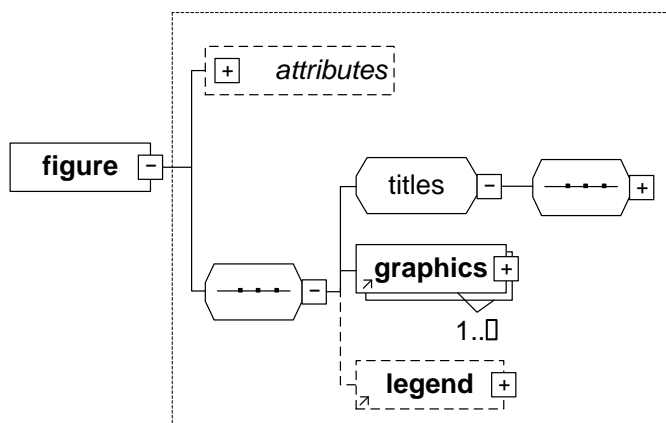 attributes
figure
titles
graphics
1..▯
legend